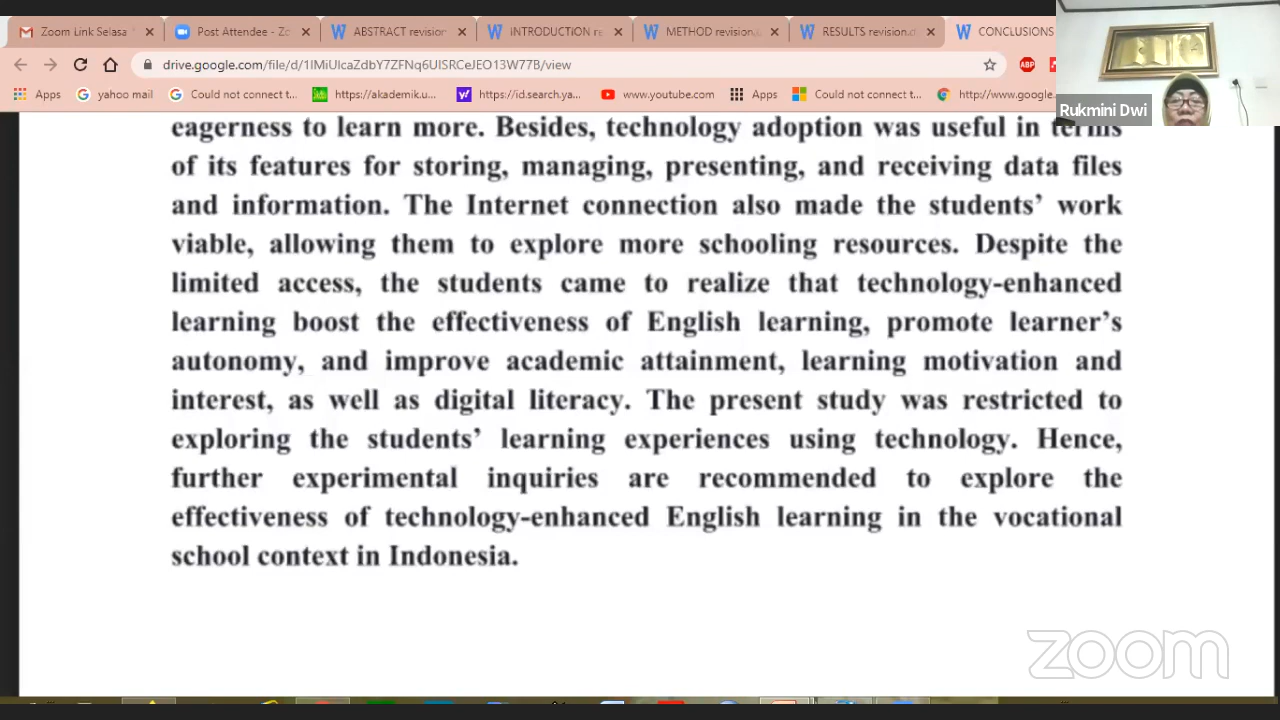 Zoom Link Selasa
Post Attendee - Zo
ABSTRACT revision
INTRODUCTION re
METHOD revision.
RESULTS revision.d
CONCLUSIONS
drive.google.com/file/d/1IMiUIcaZdbY7ZFNq6UISRCeJEO13W77B/view
ABP
Apps
yahoo mail
Could not connect t...
https://akademik.u...
https://id.search.ya...
www.youtube.com
Apps
Could not connect t...
http://www.google.
Rukmini Dwi
eagerness to learn more. Besides, technology adoption was useful in terms
of its features for storing, managing, presenting, and receiving data files
and information. The Internet connection also made the students’ work
viable, allowing them to explore more schooling resources. Despite the
limited access, the students came to realize that technology-enhanced
learning boost the effectiveness of English learning, promote learner’s
autonomy, and improve academic attainment, learning motivation and
interest, as well as digital literacy. The present study was restricted to
exploring the students’ learning experiences using technology. Hence,
further experimental inquiries are recommended to explore the
effectiveness of technology-enhanced English learning in the vocational
school context in Indonesia.
zoom